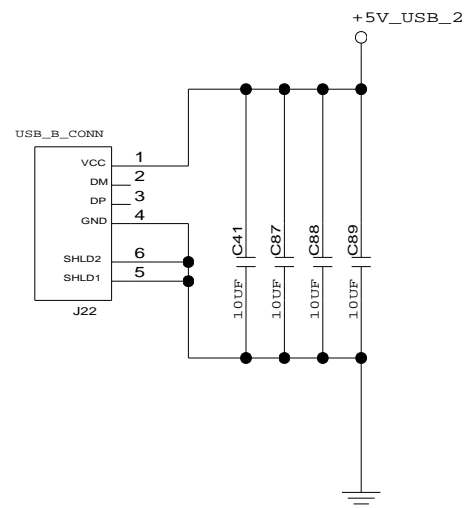 +5V_USB_2
USB_B_CONN
VCC 1
DM 2
DP 3
GND 4
SHLD2 6
SHLD1 5
J22
C41 10UF
C87 10UF
C88 10UF
C89 10UF